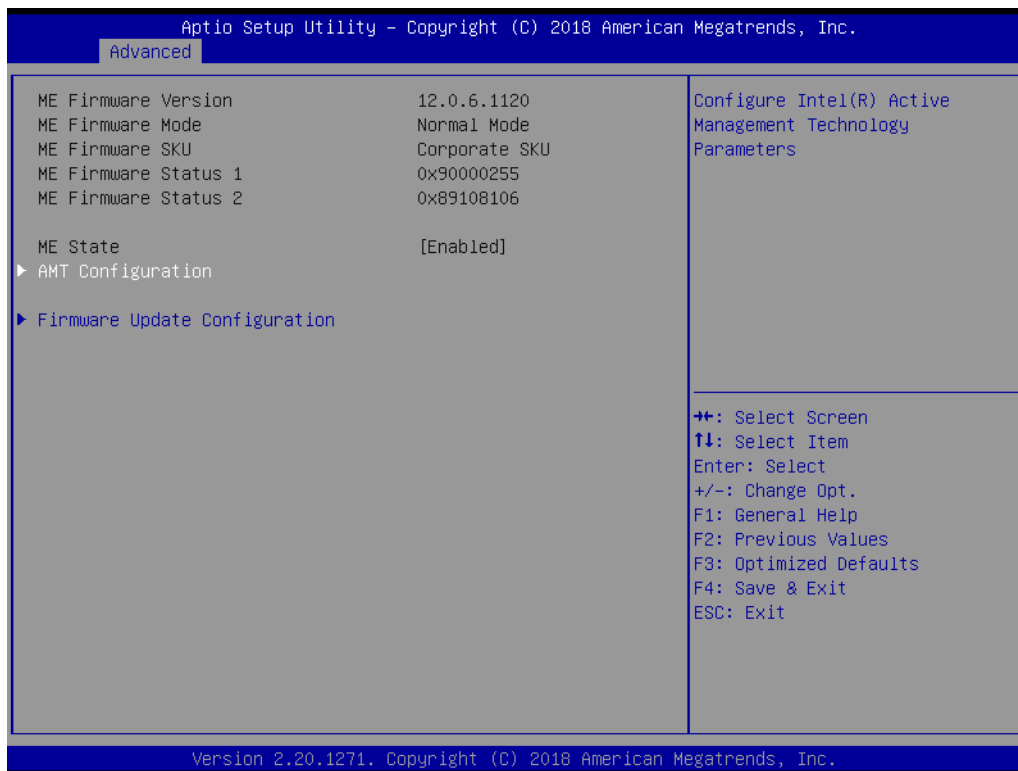 Aptio Setup Utility – Copyright (C) 2018 American Megatrends, Inc.
Advanced
ME Firmware Version 12.0.6.1120
ME Firmware Mode Normal Mode
ME Firmware SKU Corporate SKU
ME Firmware Status 1 0x90000255
ME Firmware Status 2 0x89108106
ME State [Enabled]
▶ AMT Configuration
▶ Firmware Update Configuration
Configure Intel(R) Active
Management Technology
Parameters
→←: Select Screen
↑↓: Select Item
Enter: Select
+/-: Change Opt.
F1: General Help
F2: Previous Values
F3: Optimized Defaults
F4: Save & Exit
ESC: Exit
Version 2.20.1271. Copyright (C) 2018 American Megatrends, Inc.